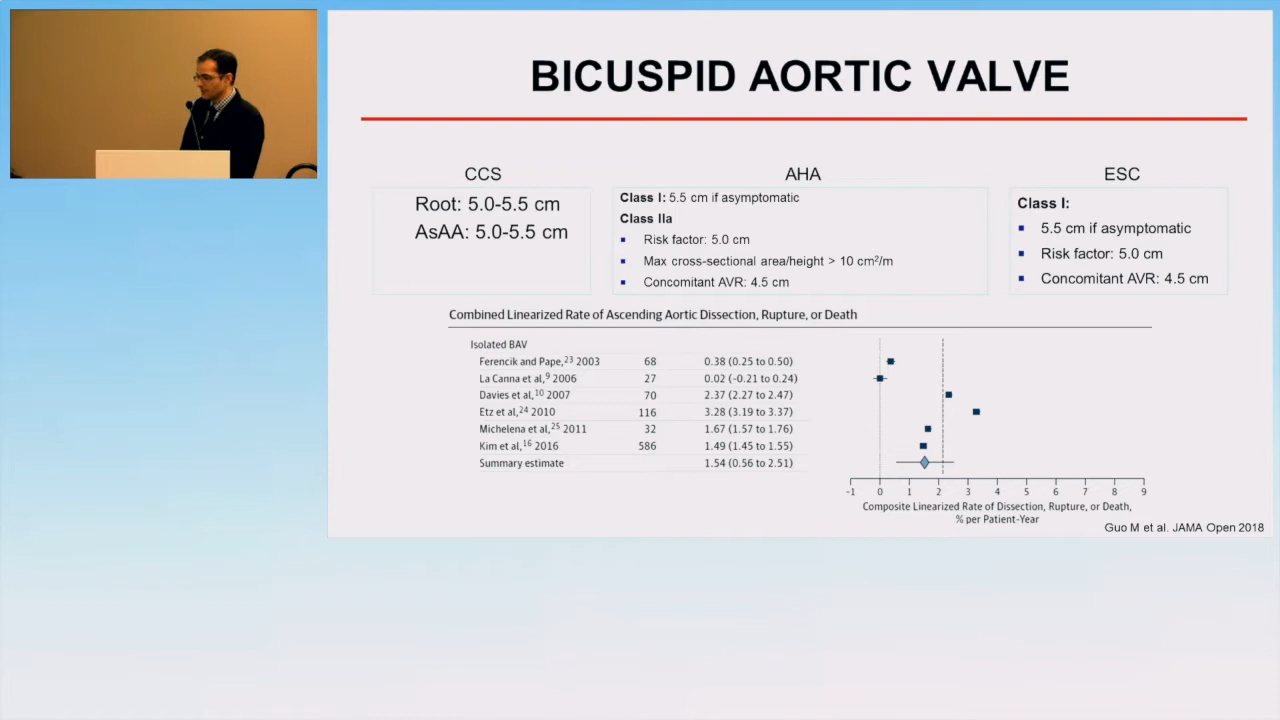 BICUSPID AORTIC VALVE
CCS
Root: 5.0-5.5 cm
AsAA: 5.0-5.5 cm
AHA
Class I: 5.5 cm if asymptomatic
Class IIa
Risk factor: 5.0 cm
Max cross-sectional area/height > 10 cm²/m
Concomitant AVR: 4.5 cm
ESC
Class I:
5.5 cm if asymptomatic
Risk factor: 5.0 cm
Concomitant AVR: 4.5 cm
Combined Linearized Rate of Ascending Aortic Dissection, Rupture, or Death
Isolated BAV
Ferencik and Pape,²³ 2003 68 0.38 (0.25 to 0.50)
La Canna et al,⁹ 2006 27 0.02 (-0.21 to 0.24)
Davies et al,¹⁰ 2007 70 2.37 (2.27 to 2.47)
Etz et al,²⁴ 2010 116 3.28 (3.19 to 3.37)
Michelena et al,²⁵ 2011 32 1.67 (1.57 to 1.76)
Kim et al,¹⁶ 2016 586 1.49 (1.45 to 1.55)
Summary estimate 1.54 (0.56 to 2.51)
-1 0 1 2 3 4 5 6 7 8 9
Composite Linearized Rate of Dissection, Rupture, or Death,
% per Patient-Year
Guo M et al. JAMA Open 2018